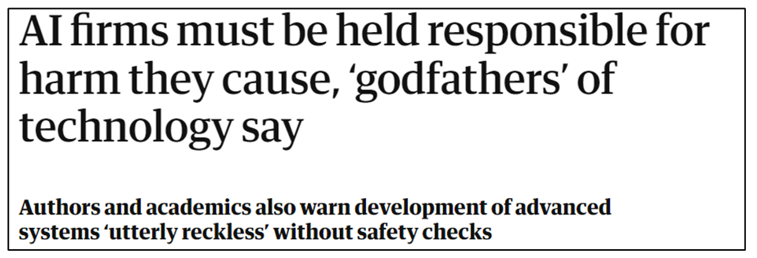 AI firms must be held responsible for
harm they cause, ‘godfathers’ of
technology say
Authors and academics also warn development of advanced
systems ‘utterly reckless’ without safety checks